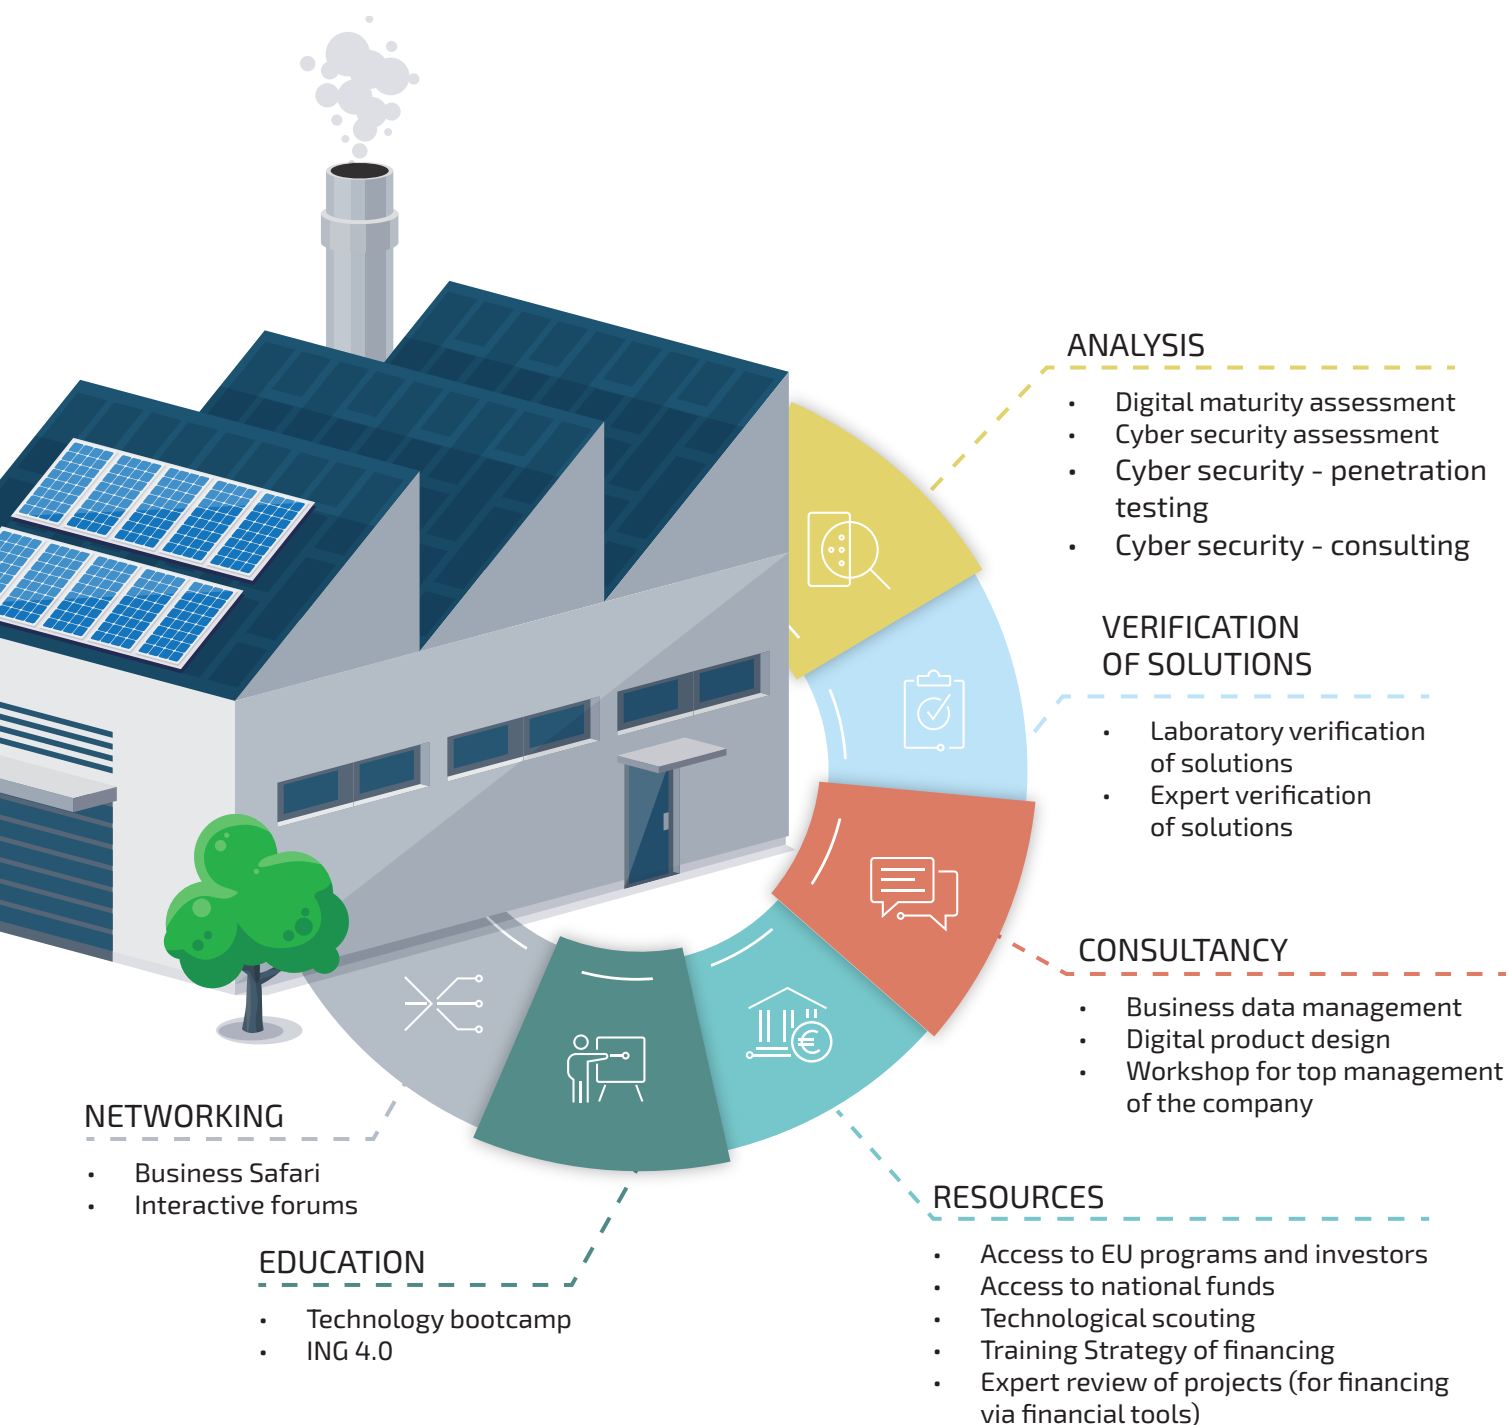 ANALYSIS
• Digital maturity assessment
• Cyber security assessment
• Cyber security - penetration
testing
• Cyber security - consulting
VERIFICATION
OF SOLUTIONS
• Laboratory verification
of solutions
• Expert verification
of solutions
CONSULTANCY
• Business data management
• Digital product design
• Workshop for top management
of the company
RESOURCES
• Access to EU programs and investors
• Access to national funds
• Technological scouting
• Training Strategy of financing
• Expert review of projects (for financing
via financial tools)
EDUCATION
• Technology bootcamp
• ING 4.0
NETWORKING
• Business Safari
• Interactive forums